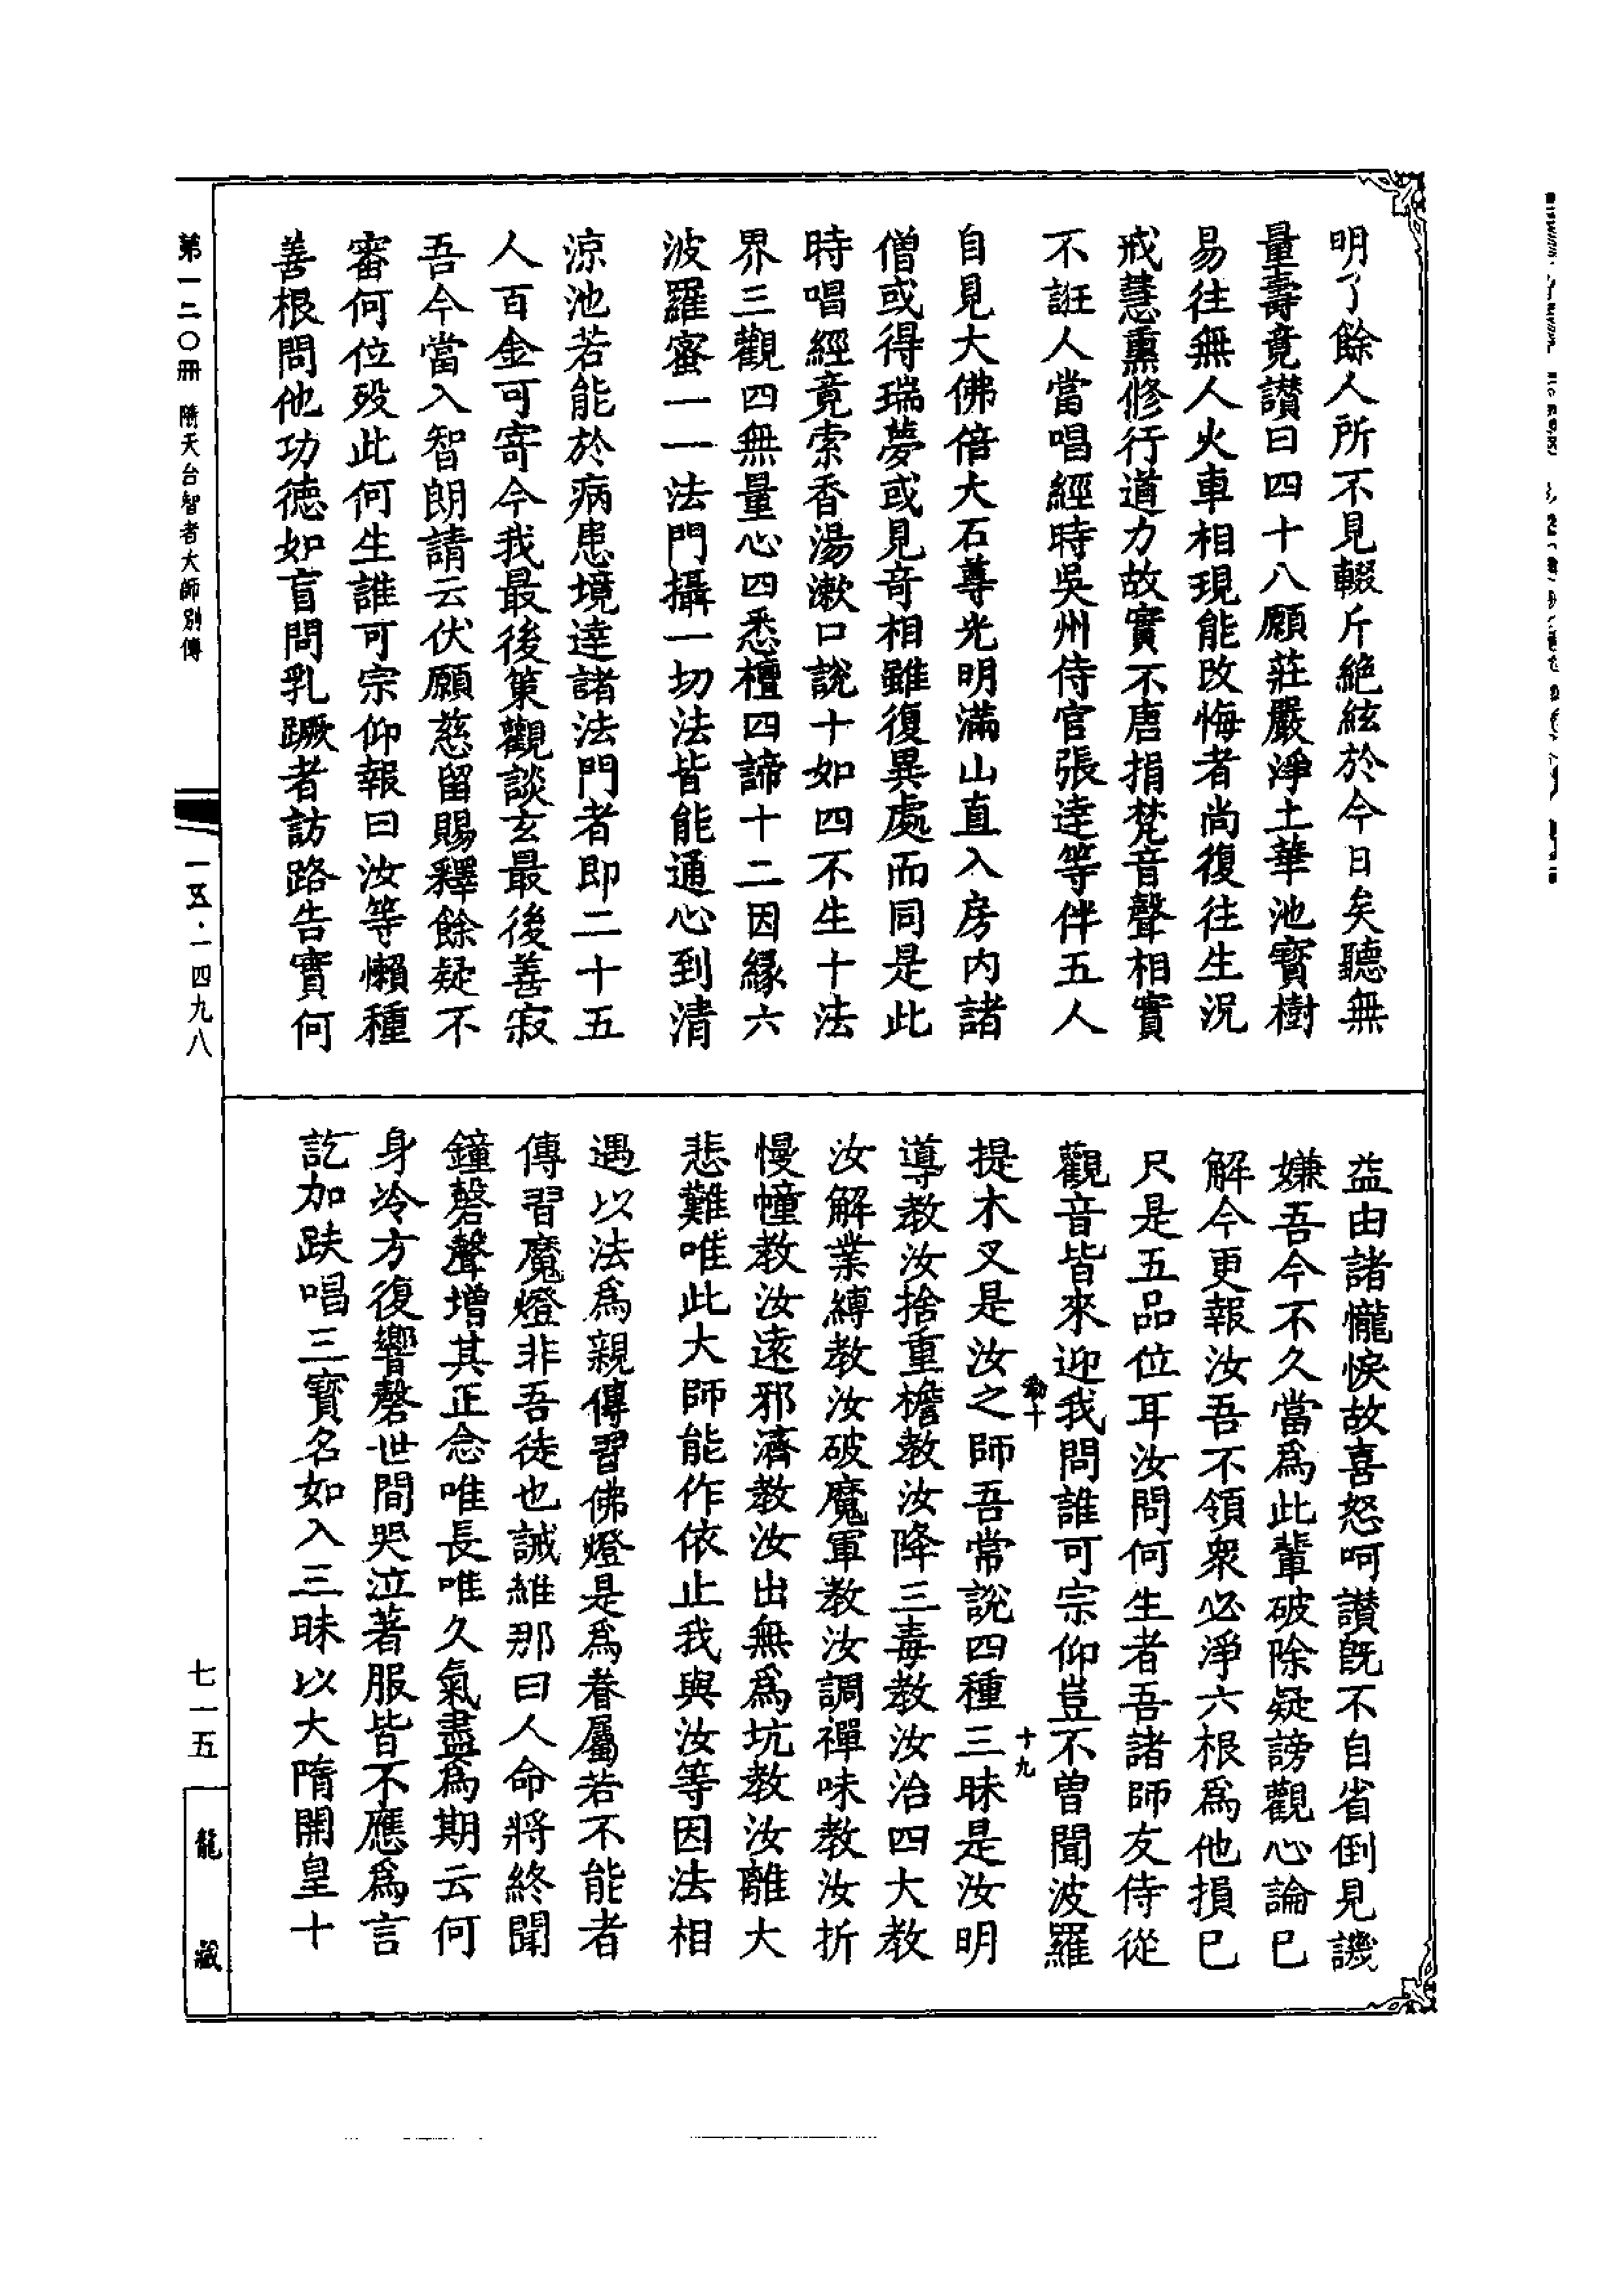 明了餘人所不見輟斤絶絃於今日矣聽無
量壽竟讃曰四十八願莊嚴淨土華池寳樹
易往無人火車相現能改悔者尚復往生況
戒慧熏修行道力故實不唐捐梵音聲相實
不誑人當唱經時吳州侍官張達等伴五人
自見大佛倍大石尊光明滿山直入房内諸
僧或得瑞夢或見竒相雖復異處而同是此
時唱經竟索香湯漱口說十如四不生十法
界三觀四無量心四悉檀四諦十二因縁六
波羅蜜一一法門攝一切法皆能通心到清
涼池若能於病患境達諸法門者即二十五
人百金可寄今我最後策觀談玄最後善寂
吾今當入智朗請云伏願慈留賜釋餘疑不
審何位歿此何生誰可宗仰報曰汝等懶種
善根問他功徳如盲問乳蹶者訪路告實何
益由諸𢤱悷故喜怒呵讃旣不自省倒見譏
嫌吾今不久當爲此輩破除疑謗觀心論已
解今更報汝吾不領衆必淨六根爲他損已
只是五品位耳汝問何生者吾諸師友侍從
觀音皆來迎我問誰可宗仰豈不曽聞波羅
提木叉是汝之師吾常説四種三昧是汝明
導教汝捨重檐教汝降三毒教汝治四大教
汝解業縛教汝破魔軍教汝調禪味教汝折
慢幢教汝逺邪濟教汝出無爲坑教汝離大
悲難唯此大師能作依止我與汝等因法相
遇以法爲親傳習佛燈是爲眷屬若不能者
傳習魔燈非吾徒也誡維那曰人命將終聞
鐘磬聲增其正念唯長唯久氣盡爲期云何
身冷方復響磬世間哭泣著服皆不應爲言
訖加趺唱三寳名如入三昧以大隋開皇十
十九
第一二〇冊 隋天台智者大師別傳
一五·一四九八
七一五
龍藏